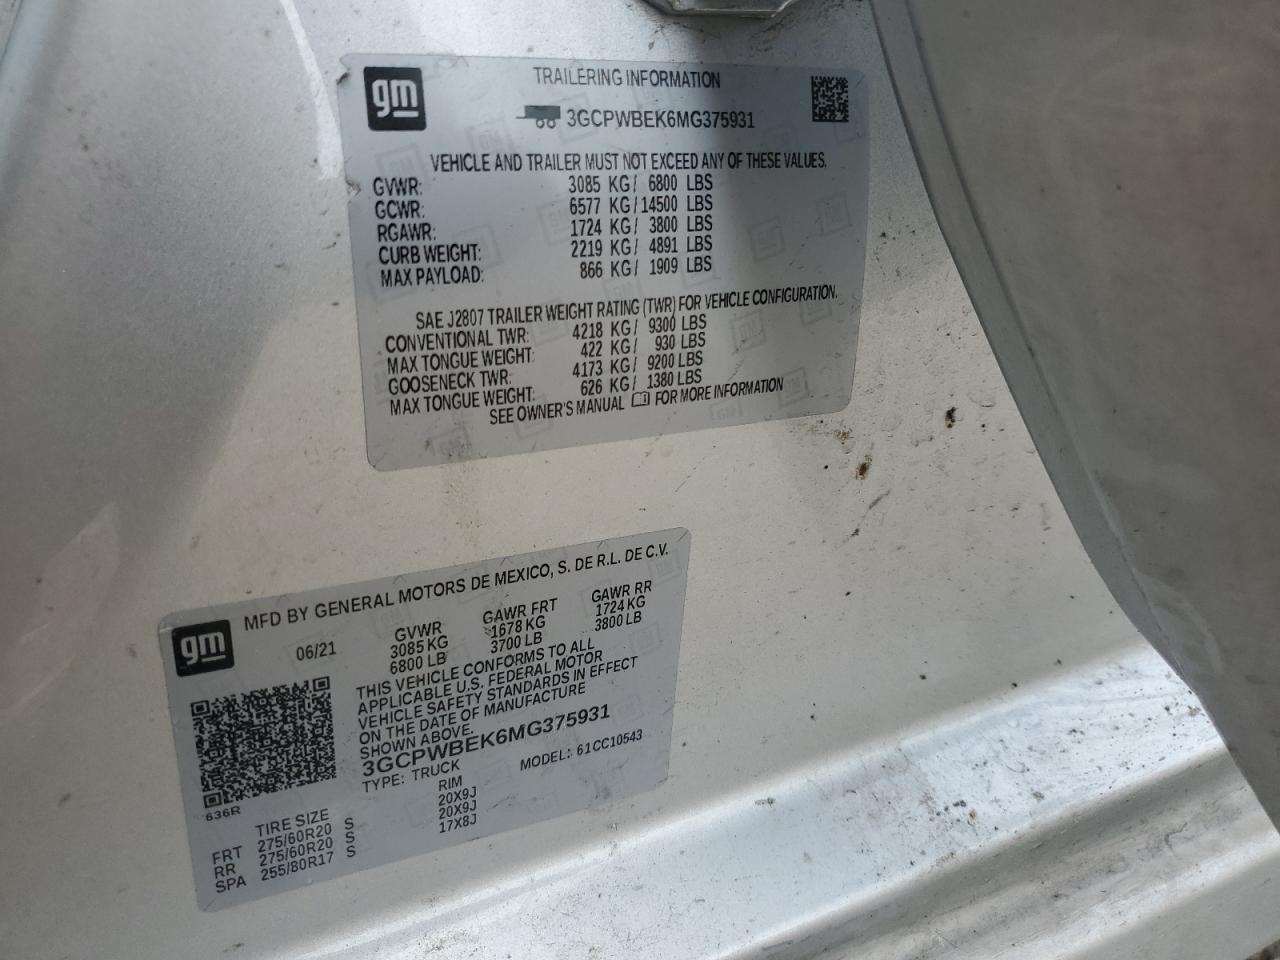 gm
TRAILERING INFORMATION
3GCPWBEK6MG375931
VEHICLE AND TRAILER MUST NOT EXCEED ANY OF THESE VALUES.
GVWR: 3085 KG/ 6800 LBS
GCWR: 6577 KG/ 14500 LBS
RGAWR: 1724 KG/ 3800 LBS
CURB WEIGHT: 2219 KG/ 4891 LBS
MAX PAYLOAD: 866 KG/ 1909 LBS
SAE J2807 TRAILER WEIGHT RATING (TWR) FOR VEHICLE CONFIGURATION.
CONVENTIONAL TWR: 4218 KG/ 9300 LBS
MAX TONGUE WEIGHT: 422 KG/ 930 LBS
GOOSENECK TWR: 4173 KG/ 9200 LBS
MAX TONGUE WEIGHT: 626 KG/ 1380 LBS
SEE OWNER'S MANUAL FOR MORE INFORMATION
gm
MFD BY GENERAL MOTORS DE MEXICO, S. DE R.L. DE C.V.
06/21 GVWR GAWR FRT GAWR RR
3085 KG 1678 KG 1724 KG
6800 LB 3700 LB 3800 LB
THIS VEHICLE CONFORMS TO ALL
APPLICABLE U.S. FEDERAL MOTOR
VEHICLE SAFETY STANDARDS IN EFFECT
ON THE DATE OF MANUFACTURE
SHOWN ABOVE.
3GCPWBEK6MG375931
TYPE: TRUCK MODEL: 61CC10543
636R
TIRE SIZE RIM
FRT 275/60R20 S 20X9J
RR 275/60R20 S 20X9J
SPA 255/80R17 S 17X8J